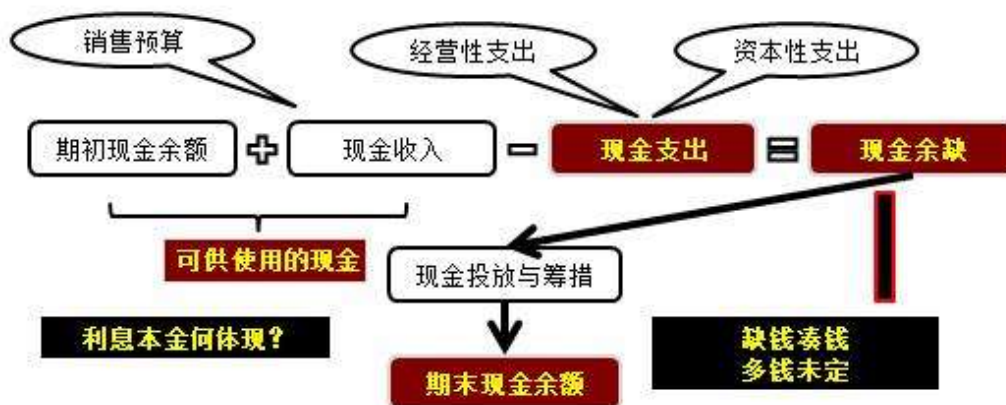 销售预算
经营性支出
资本性支出
期初现金余额
现金收入
现金支出
现金余缺
可供使用的现金
现金投放与筹措
利息本金何体现？
缺钱凑钱
多钱未定
期末现金余额